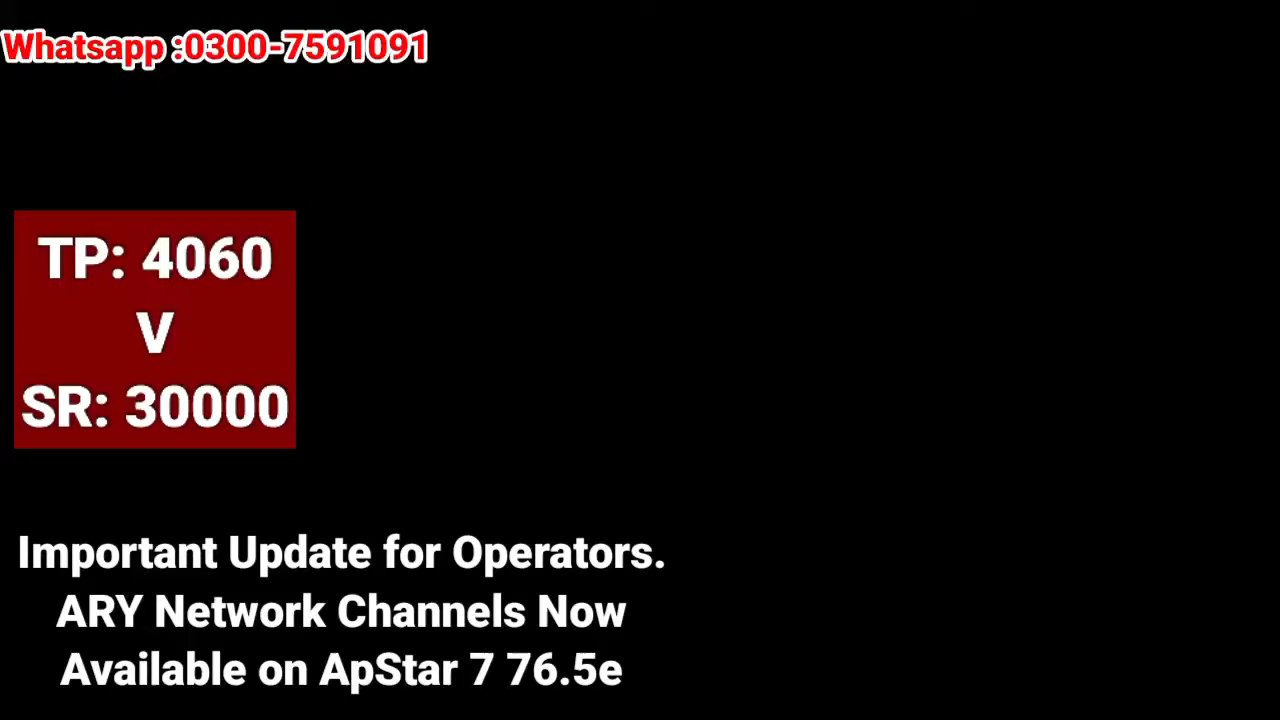 Whatsapp :0300-7591091
TP: 4060
V
SR: 30000
Important Update for Operators.
ARY Network Channels Now
Available on ApStar 7 76.5e